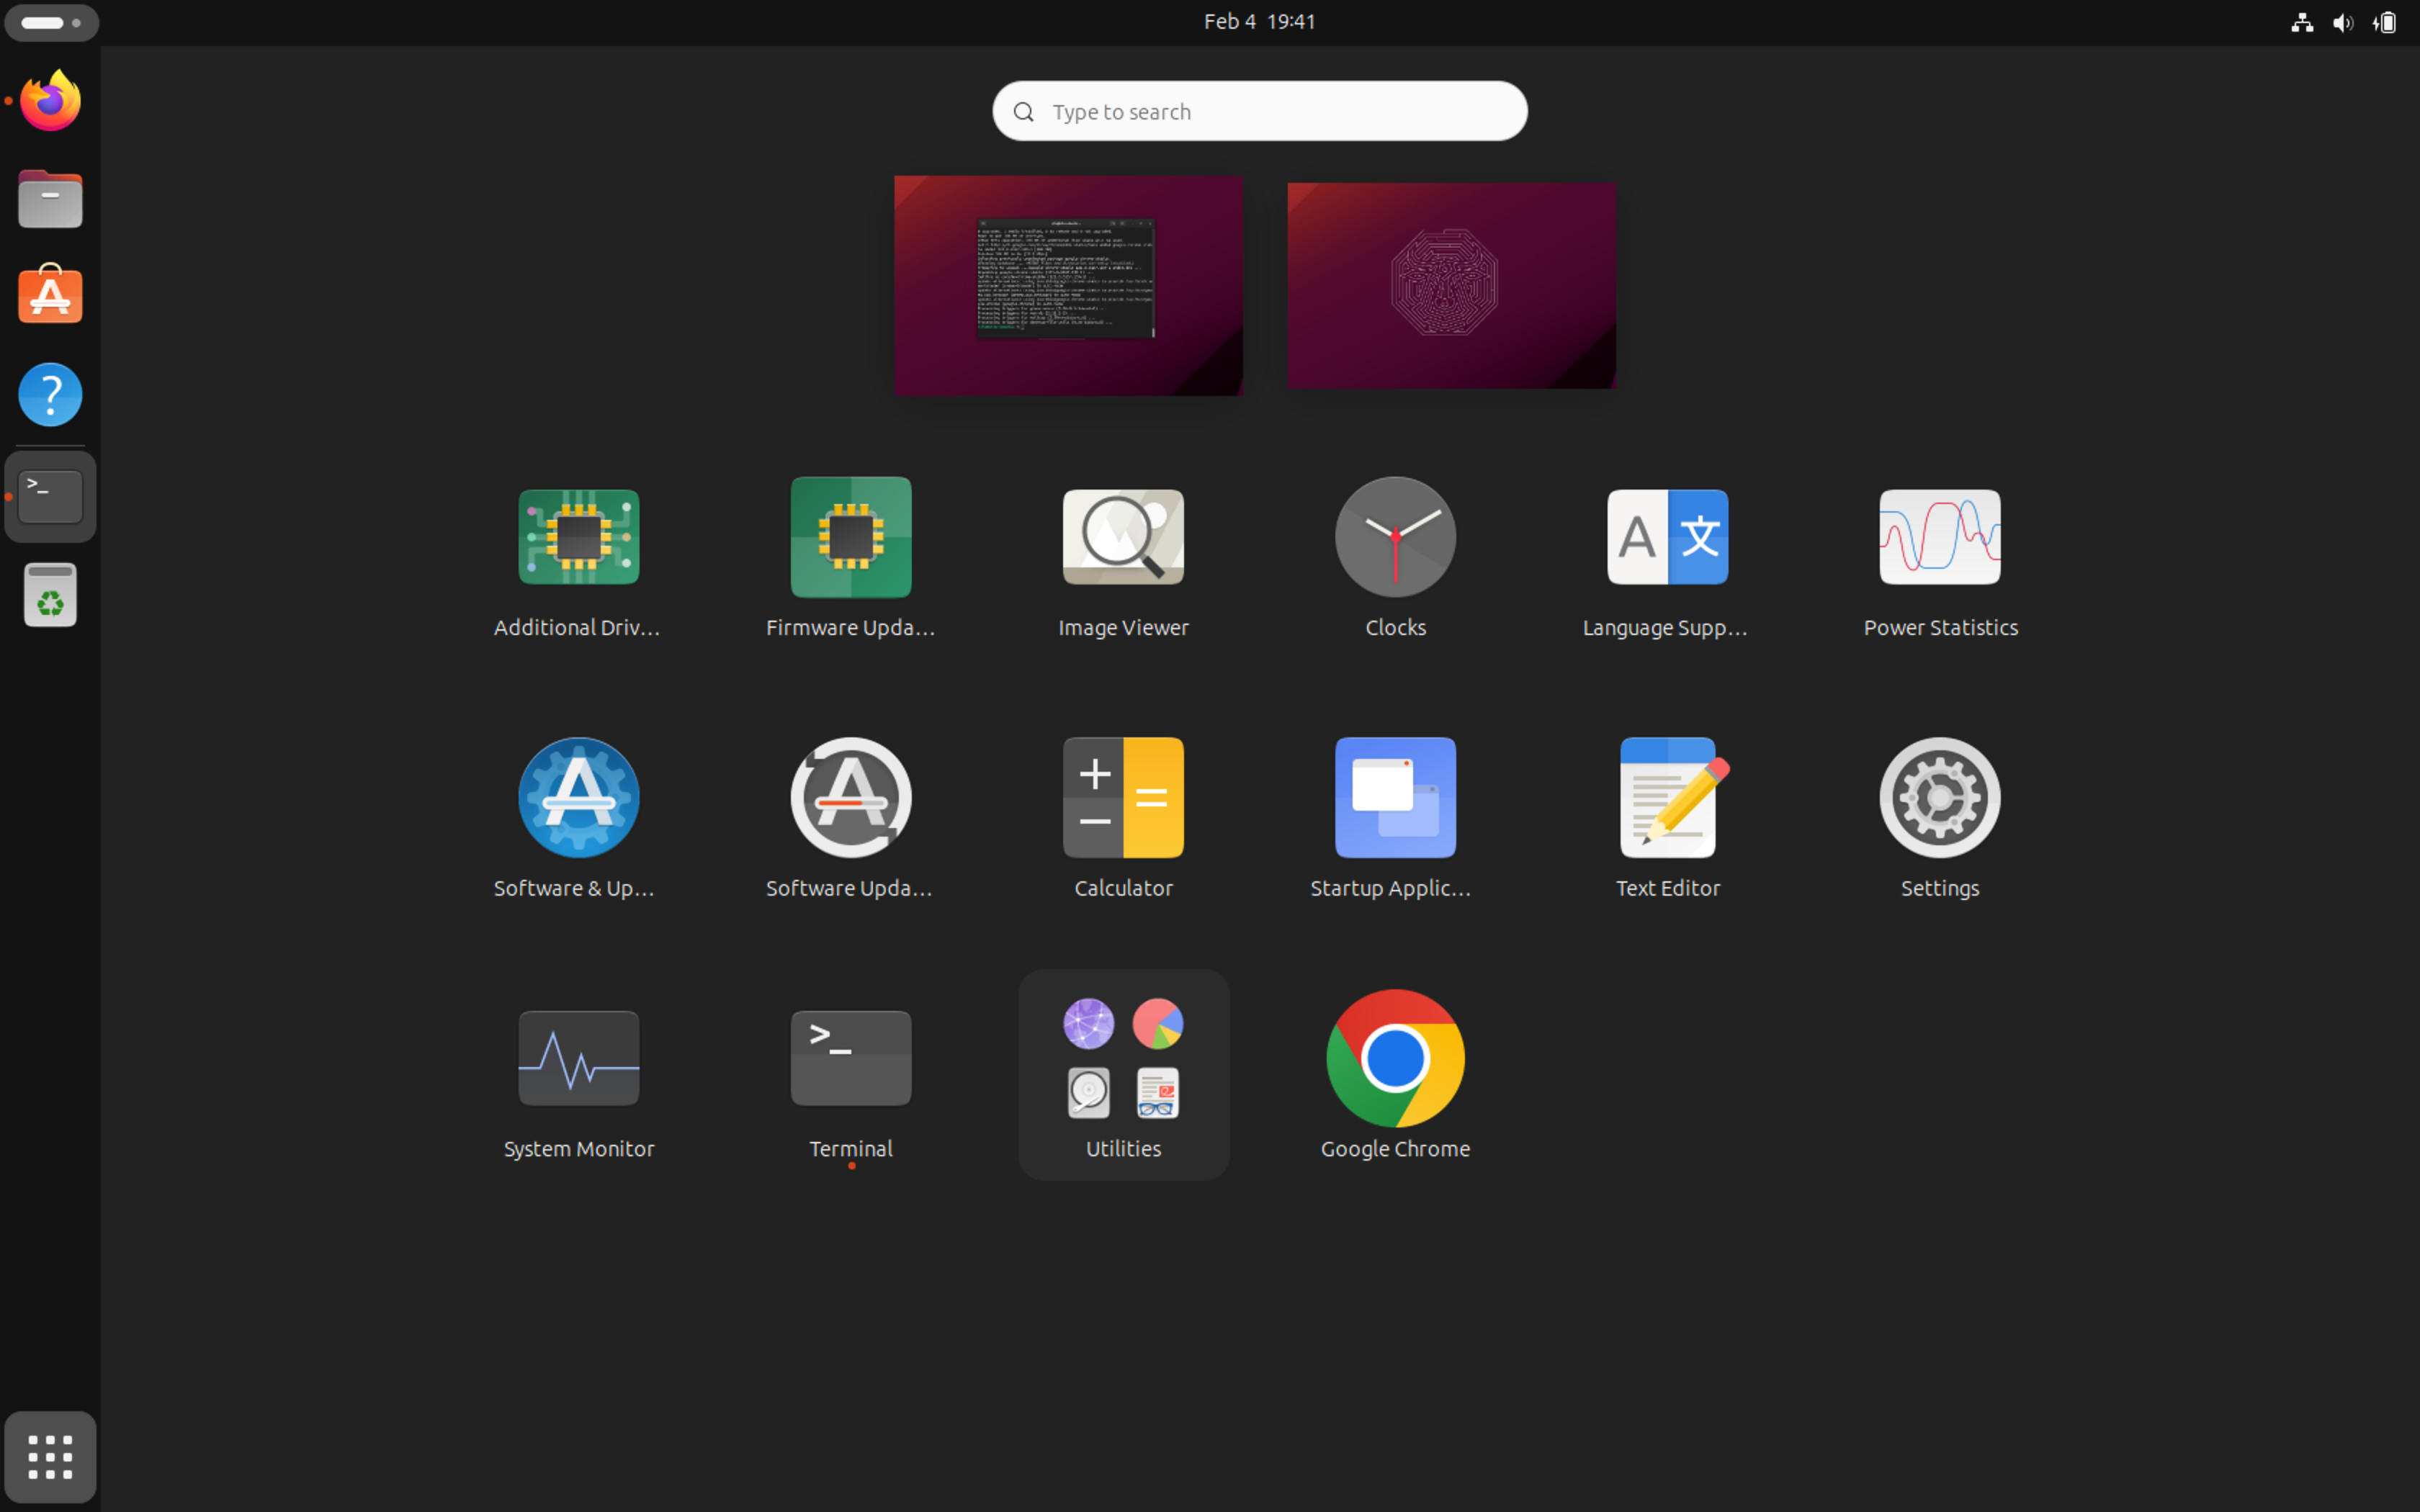 Feb 4 19:41
Type to search
Additional Driv...
Firmware Upda...
Image Viewer
Clocks
Language Supp...
Power Statistics
Software & Up...
Software Upda...
Calculator
Startup Applic...
Text Editor
Settings
System Monitor
Terminal
Utilities
Google Chrome